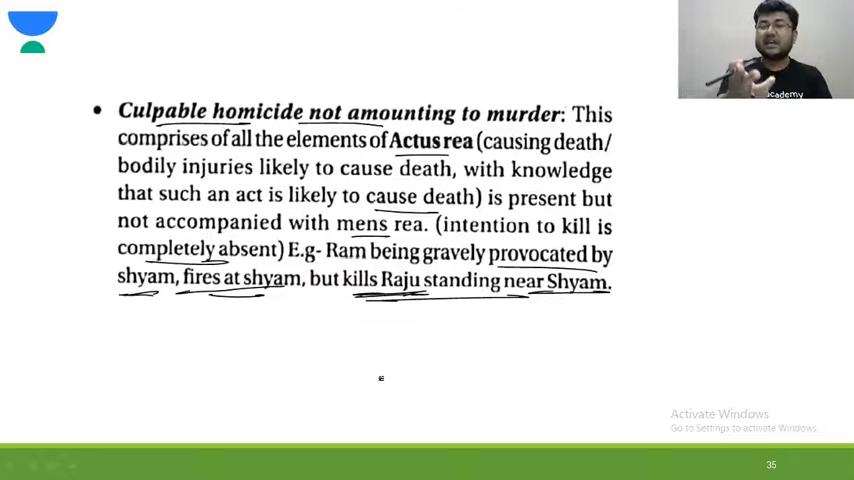 • Culpable homicide not amounting to murder: This
comprises of all the elements of Actus rea (causing death/
bodily injuries likely to cause death, with knowledge
that such an act is likely to cause death) is present but
not accompanied with mens rea. (intention to kill is
completely absent) E.g- Ram being gravely provocated by
shyam, fires at shyam, but kills Raju standing near Shyam.
academy
Activate Windows
Go to Settings to activate Windows.
35